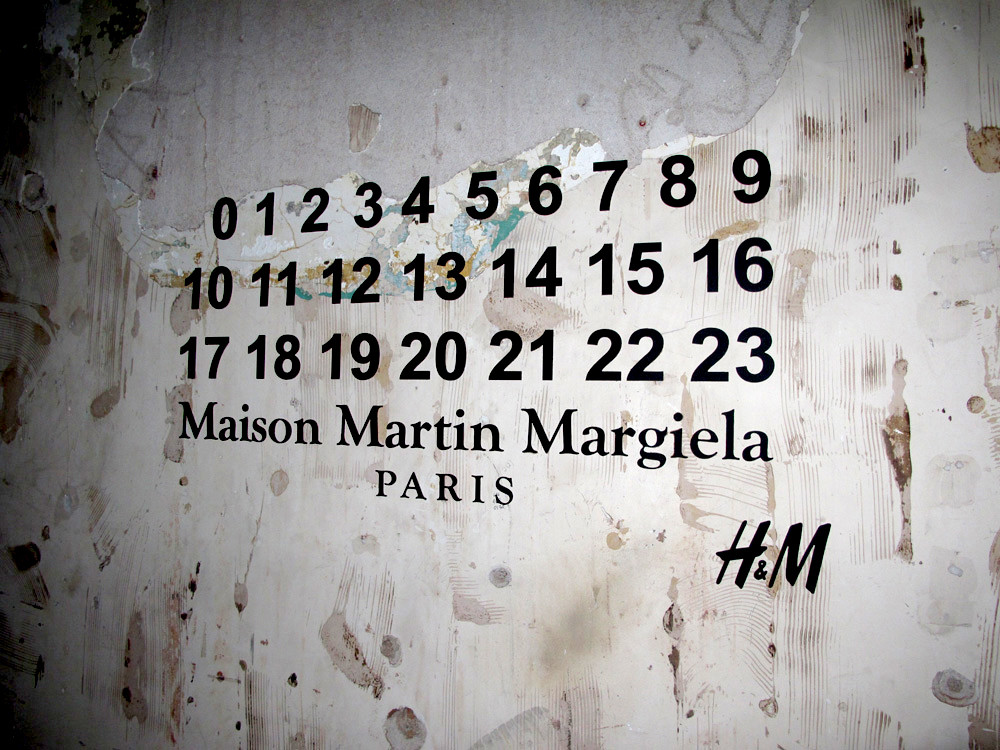 0 1 2 3 4 5 6 7 8 9
10 11 12 13 14 15 16
17 18 19 20 21 22 23
Maison Martin Margiela
PARIS
H&M